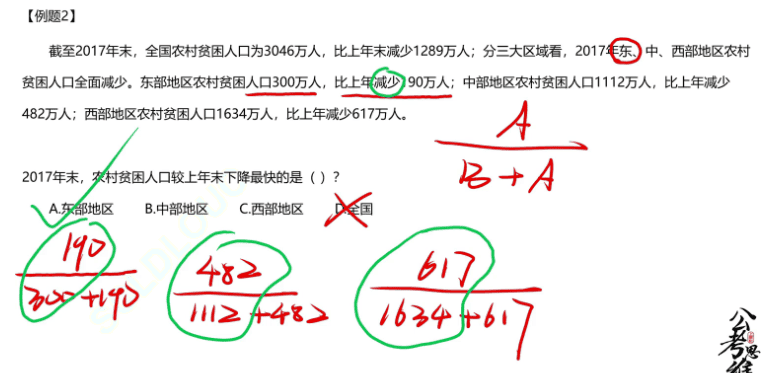 【例题2】
截至2017年末，全国农村贫困人口为3046万人，比上年末减少1289万人；分三大区域看，2017年东、中、西部地区农村
贫困人口全面减少。东部地区农村贫困人口300万人，比上年减少190万人；中部地区农村贫困人口1112万人，比上年减少
482万人；西部地区农村贫困人口1634万人，比上年减少617万人。
A
B+A
2017年末，农村贫困人口较上年末下降最快的是（ ）？
A.东部地区 B.中部地区 C.西部地区 D.全国
190 482 617
300+190 1112+482 1634+617
公考思维